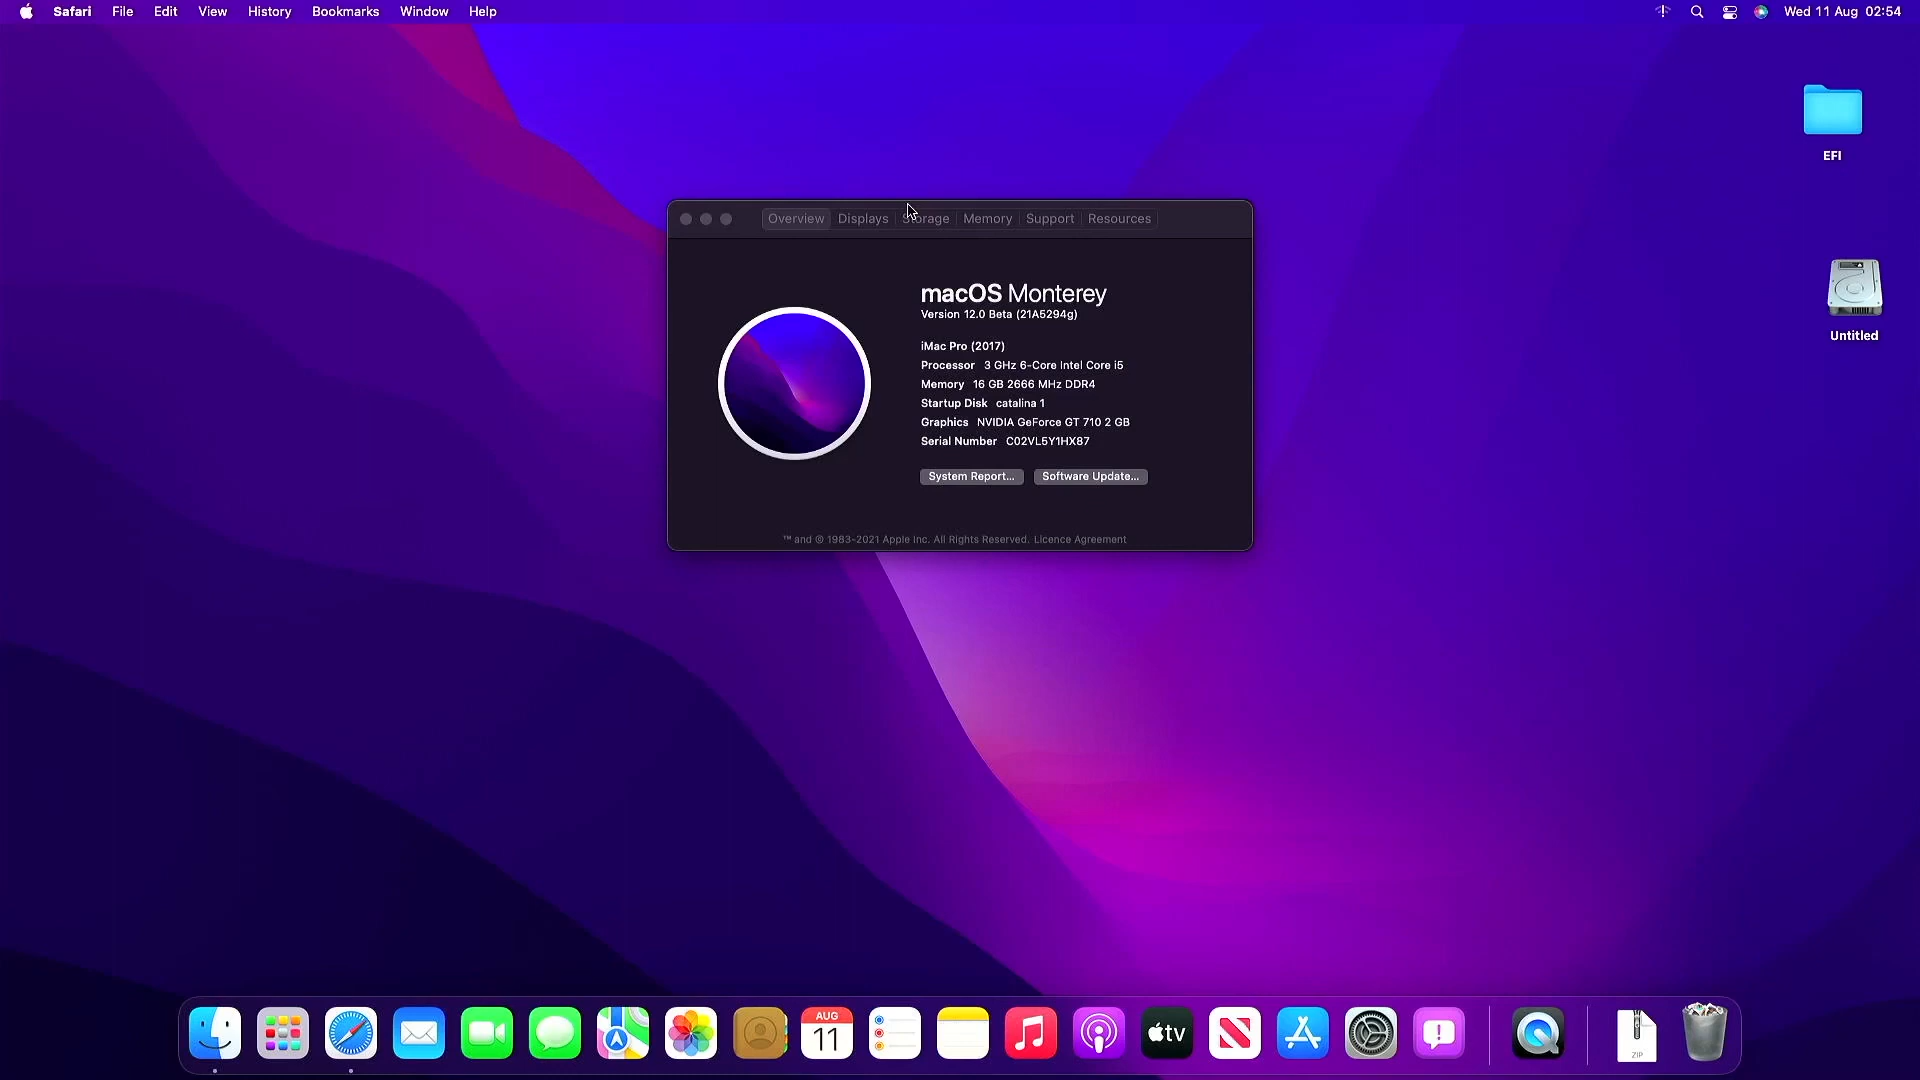 Safari File Edit View History Bookmarks Window Help
Wed 11 Aug 02:54
EFI
Untitled
Overview Displays Storage Memory Support Resources
macOS Monterey
Version 12.0 Beta (21A5294g)
iMac Pro (2017)
Processor 3 GHz 6-Core Intel Core i5
Memory 16 GB 2666 MHz DDR4
Startup Disk catalina 1
Graphics NVIDIA GeForce GT 710 2 GB
Serial Number C02VL5Y1HX87
System Report... Software Update...
™ and © 1983-2021 Apple Inc. All Rights Reserved. Licence Agreement
AUG
11
tv
ZIP